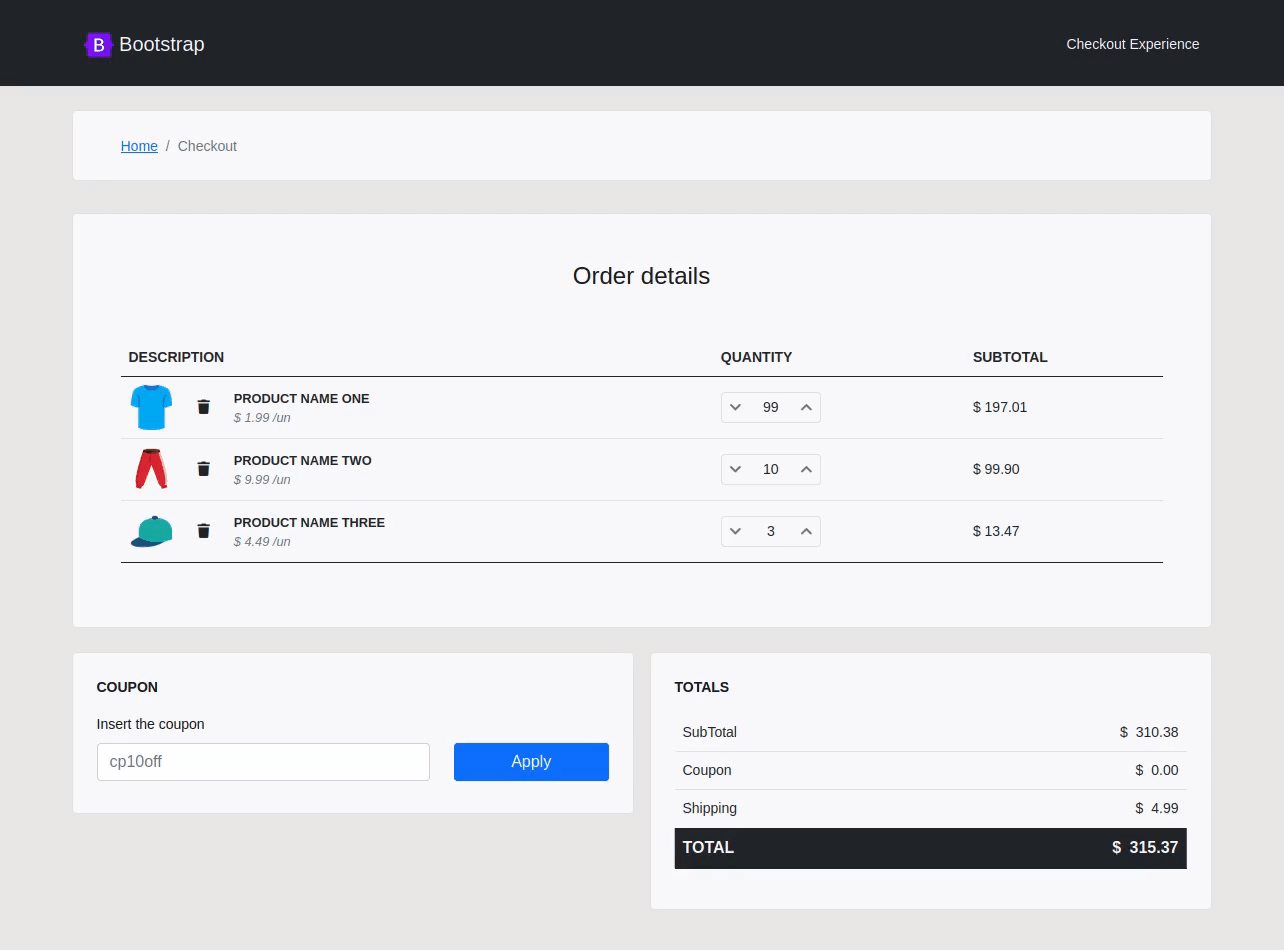 B Bootstrap
Checkout Experience
Home / Checkout
Order details
DESCRIPTION QUANTITY SUBTOTAL
PRODUCT NAME ONE
$ 1.99 /un
99
$ 197.01
PRODUCT NAME TWO
$ 9.99 /un
10
$ 99.90
PRODUCT NAME THREE
$ 4.49 /un
3
$ 13.47
COUPON
Insert the coupon
cp10off
Apply
TOTALS
SubTotal $ 310.38
Coupon $ 0.00
Shipping $ 4.99
TOTAL $ 315.37